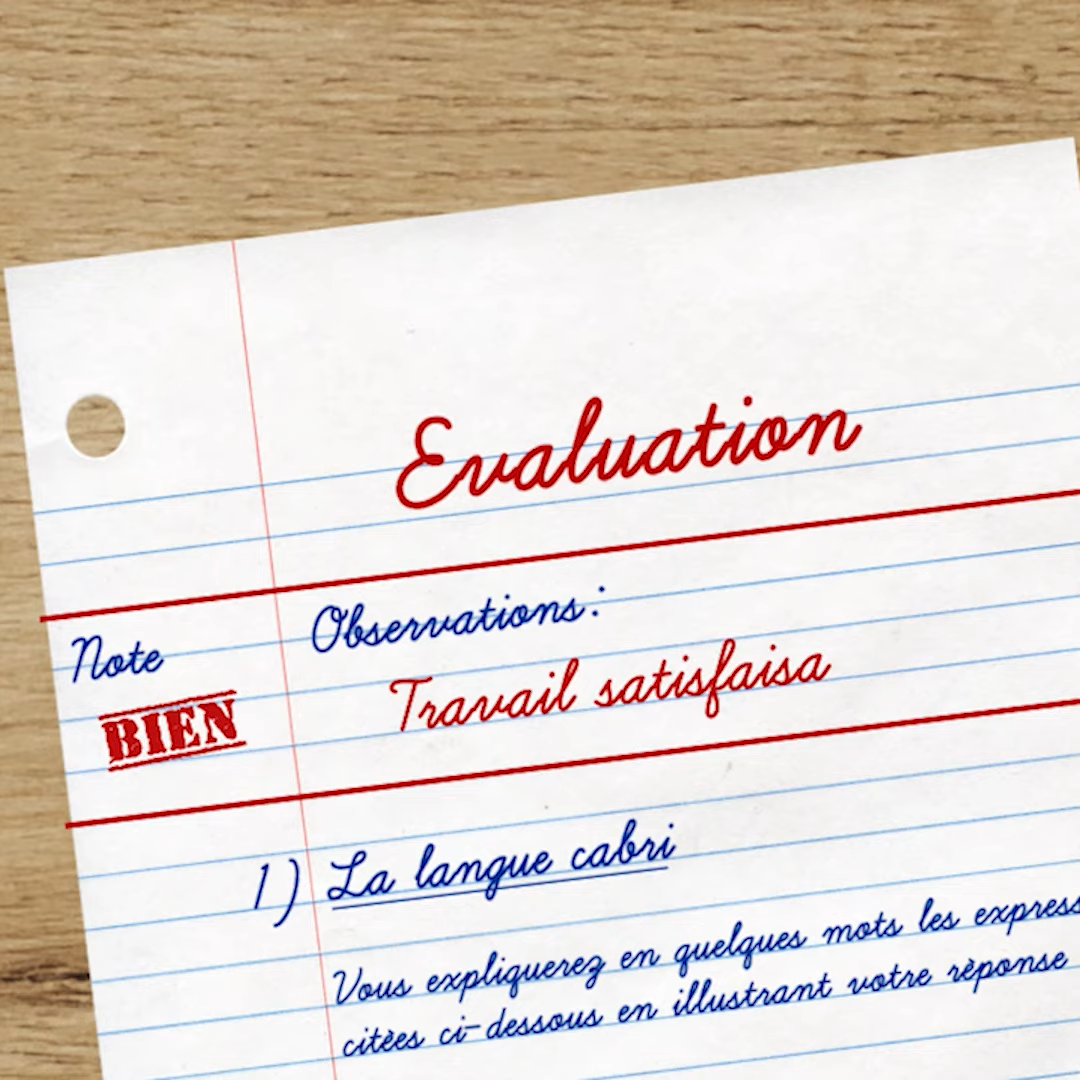 Evaluation
Note
Observations:
BIEN
Travail satisfaisa
1) La langue cabri
Vous expliquerez en quelques mots les express
citées ci-dessous en illustrant votre réponse